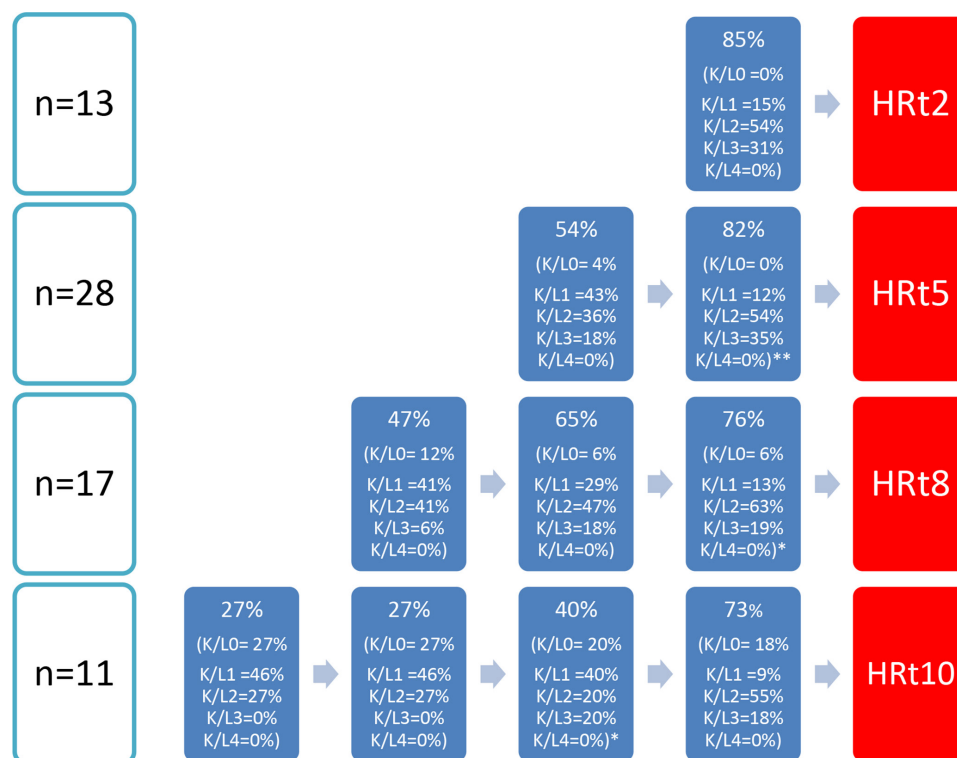 n=13
85%
(K/L0 =0%
K/L1 =15%
K/L2=54%
K/L3=31%
K/L4=0%)
HRt2
n=28
54%
(K/L0= 4%
K/L1 =43%
K/L2=36%
K/L3=18%
K/L4=0%)
82%
(K/L0= 0%
K/L1 =12%
K/L2=54%
K/L3=35%
K/L4=0%)**
HRt5
n=17
47%
(K/L0= 12%
K/L1 =41%
K/L2=41%
K/L3=6%
K/L4=0%)
65%
(K/L0= 6%
K/L1 =29%
K/L2=47%
K/L3=18%
K/L4=0%)
76%
(K/L0= 6%
K/L1 =13%
K/L2=63%
K/L3=19%
K/L4=0%)*
HRt8
n=11
27%
(K/L0= 27%
K/L1 =46%
K/L2=27%
K/L3=0%
K/L4=0%)
27%
(K/L0= 27%
K/L1 =46%
K/L2=27%
K/L3=0%
K/L4=0%)
40%
(K/L0= 20%
K/L1 =40%
K/L2=20%
K/L3=20%
K/L4=0%)*
73%
(K/L0= 18%
K/L1 =9%
K/L2=55%
K/L3=18%
K/L4=0%)
HRt10